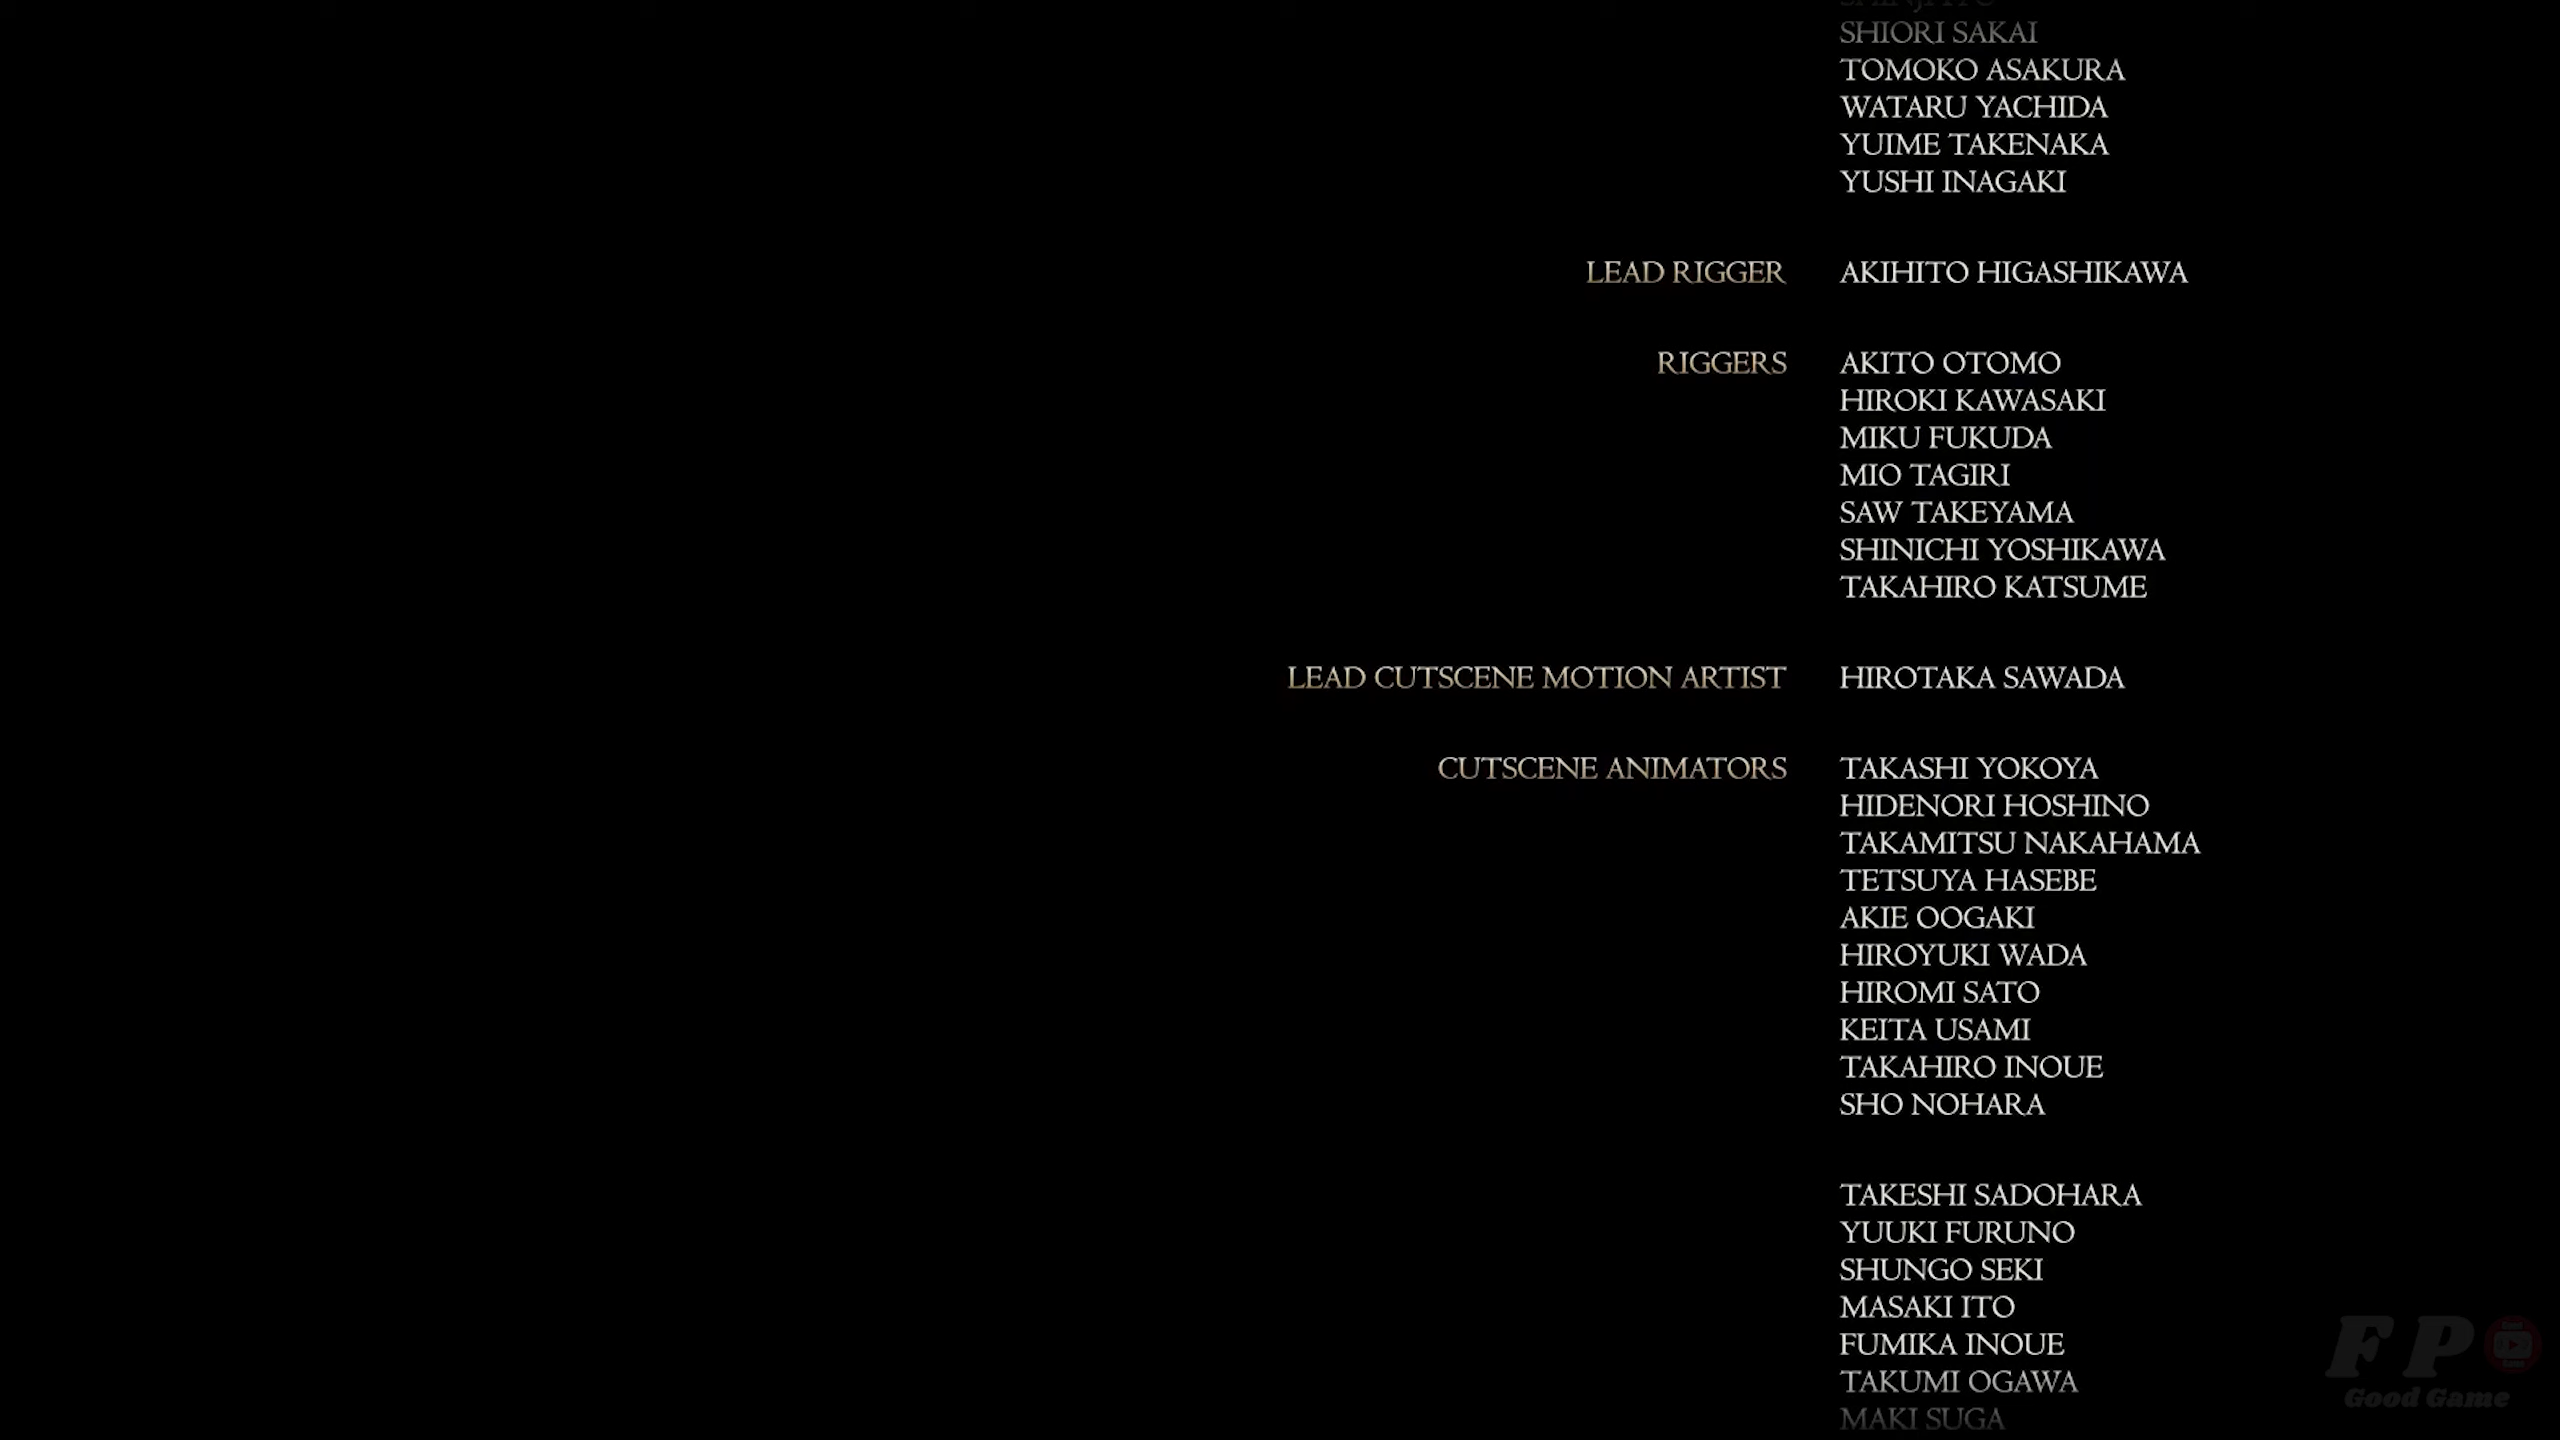 SHIORI SAKAI
TOMOKO ASAKURA
WATARU YACHIDA
YUIME TAKENAKA
YUSHI INAGAKI
LEAD RIGGER AKIHITO HIGASHIKAWA
RIGGERS AKITO OTOMO
HIROKI KAWASAKI
MIKU FUKUDA
MIO TAGIRI
SAW TAKEYAMA
SHINICHI YOSHIKAWA
TAKAHIRO KATSUME
LEAD CUTSCENE MOTION ARTIST HIROTAKA SAWADA
CUTSCENE ANIMATORS TAKASHI YOKOYA
HIDENORI HOSHINO
TAKAMITSU NAKAHAMA
TETSUYA HASEBE
AKIE OOGAKI
HIROYUKI WADA
HIROMI SATO
KEITA USAMI
TAKAHIRO INOUE
SHO NOHARA
TAKESHI SADOHARA
YUUKI FURUNO
SHUNGO SEKI
MASAKI ITO
FUMIKA INOUE
TAKUMI OGAWA
MAKI SUGA
FP
Good Game